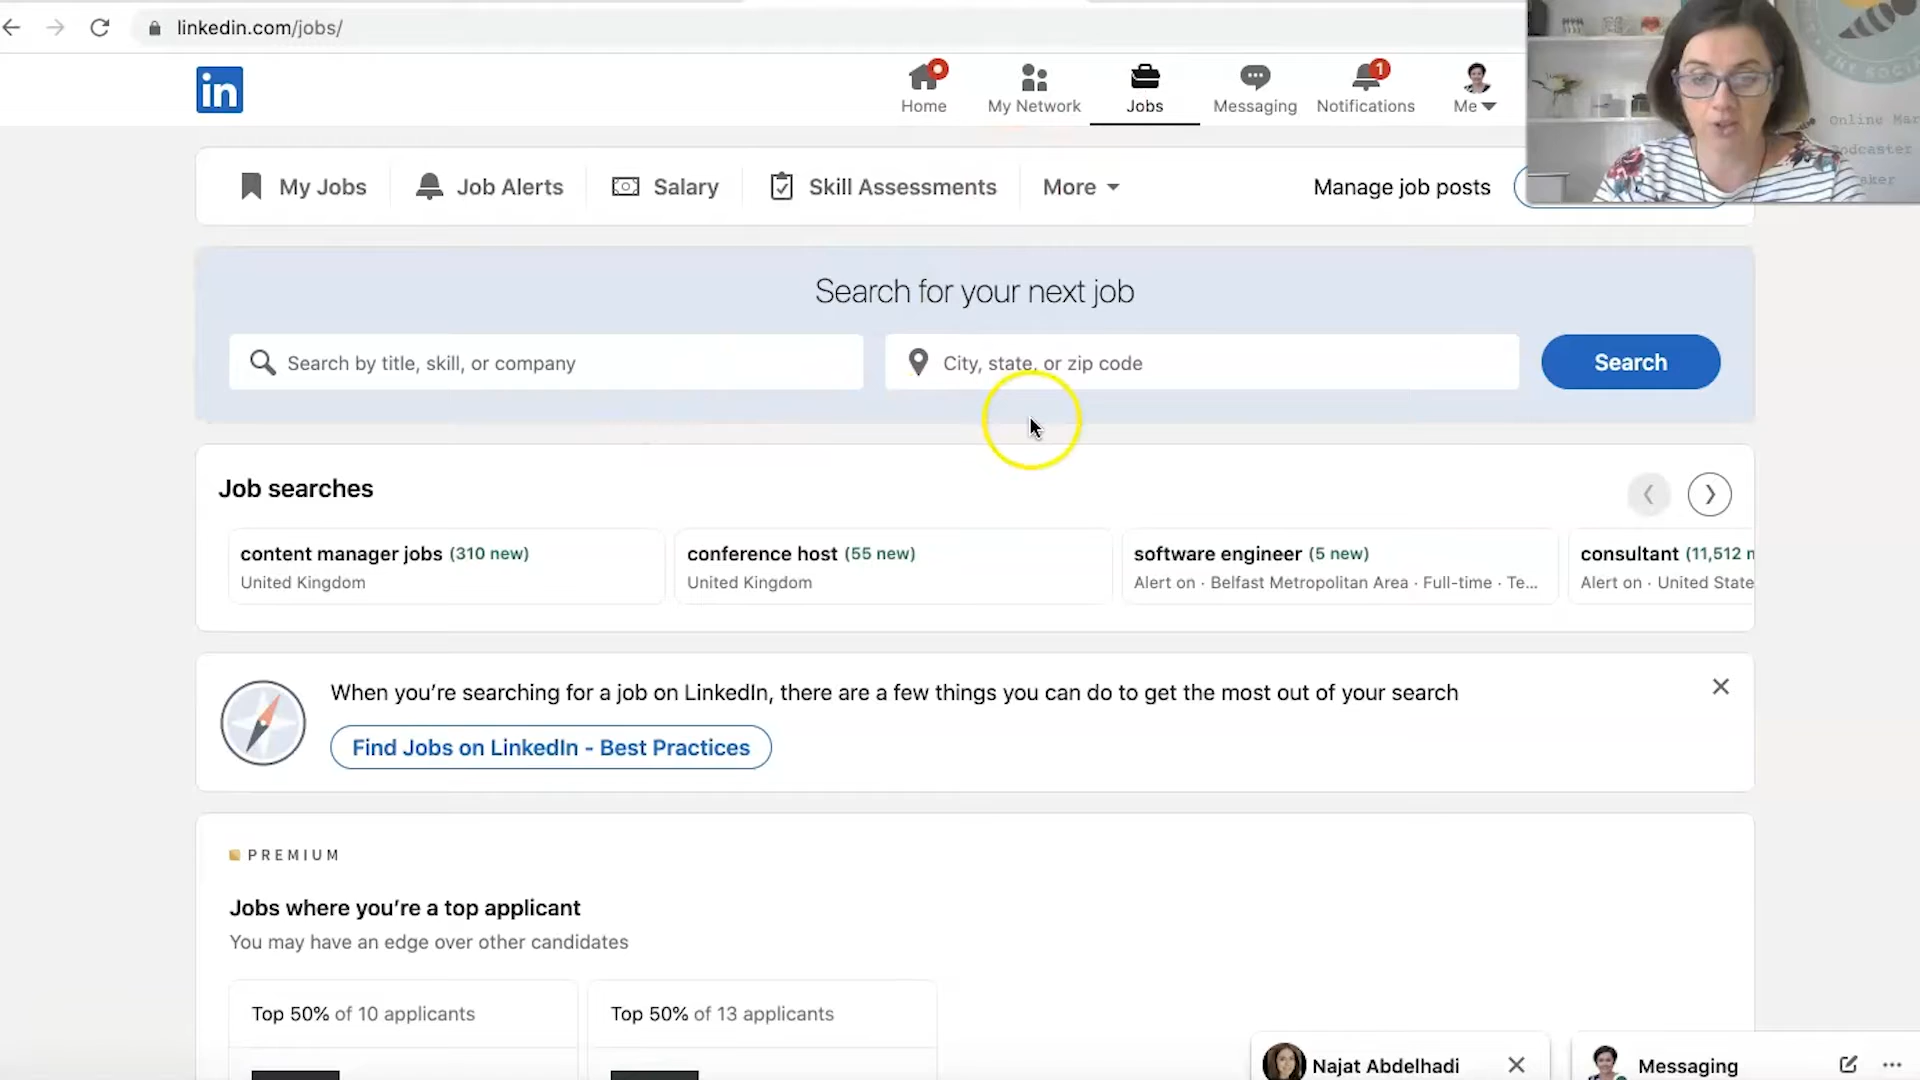 linkedin.com/jobs/
in
Home
My Network
Jobs
Messaging
1
Notifications
Me
THE SOCIAL
Online Mar
Podcaster
My Jobs
Job Alerts
Salary
Skill Assessments
More
Manage job posts
Search for your next job
Search by title, skill, or company
City, state, or zip code
Search
Job searches
content manager jobs (310 new)
United Kingdom
conference host (55 new)
United Kingdom
software engineer (5 new)
Alert on · Belfast Metropolitan Area · Full-time · Te...
consultant (11,512 n
Alert on · United State
When you’re searching for a job on LinkedIn, there are a few things you can do to get the most out of your search
Find Jobs on LinkedIn - Best Practices
PREMIUM
Jobs where you’re a top applicant
You may have an edge over other candidates
Top 50% of 10 applicants
Top 50% of 13 applicants
Najat Abdelhadi
Messaging